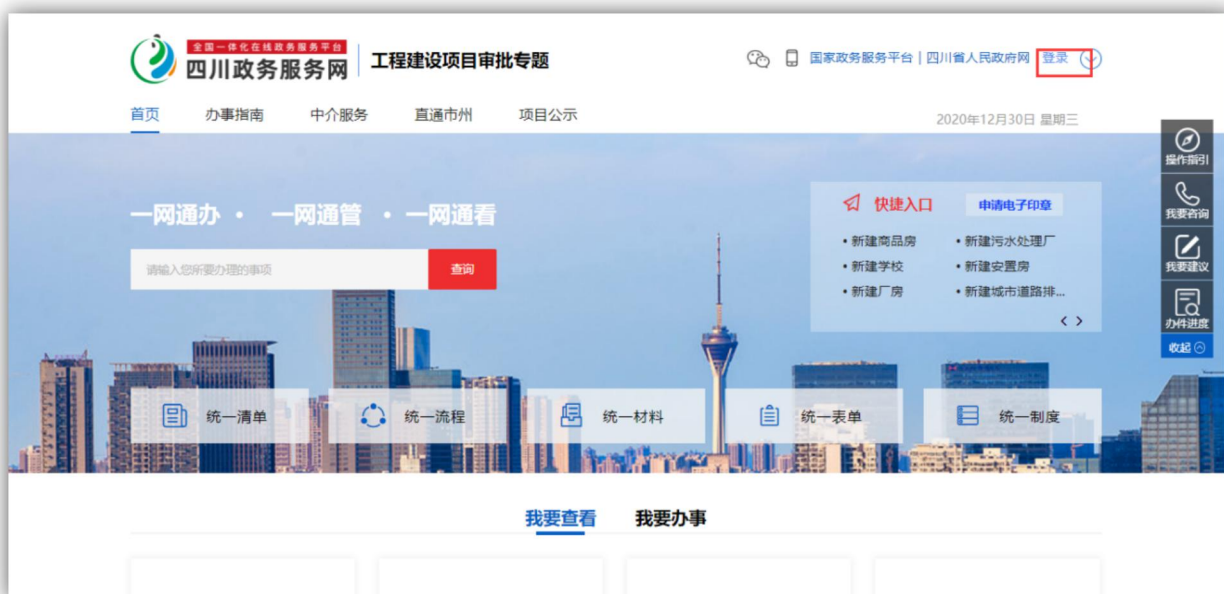 全国一体化在线政务服务平台
四川政务服务网
工程建设项目审批专题
国家政务服务平台 | 四川省人民政府网 登录
首页 办事指南 中介服务 直通市州 项目公示
2020年12月30日 星期三
操作指引
我要咨询
我要建议
办件进度
收起
一网通办 · 一网通管 · 一网通看
请输入您所要办理的事项 查询
快捷入口 申请电子印章
• 新建商品房 • 新建污水处理厂
• 新建学校 • 新建安置房
• 新建厂房 • 新建城市道路排...
统一清单 统一流程 统一材料 统一表单 统一制度
我要查看 我要办事